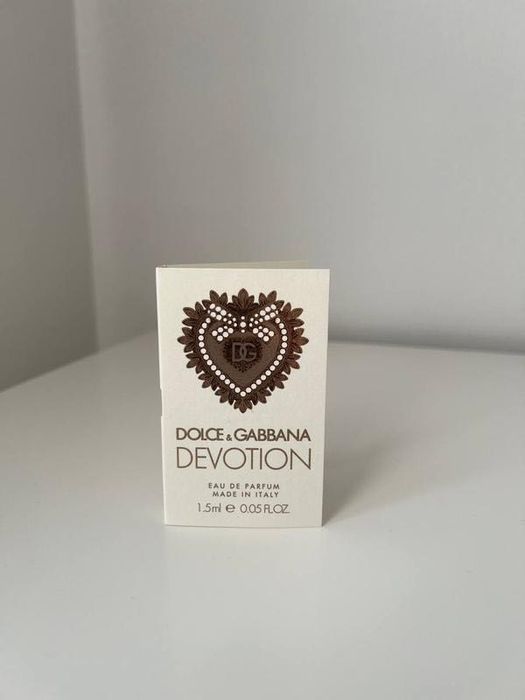 DG
DOLCE & GABBANA
DEVOTION
EAU DE PARFUM
MADE IN ITALY
1.5ml ℮ 0.05 FL.OZ.